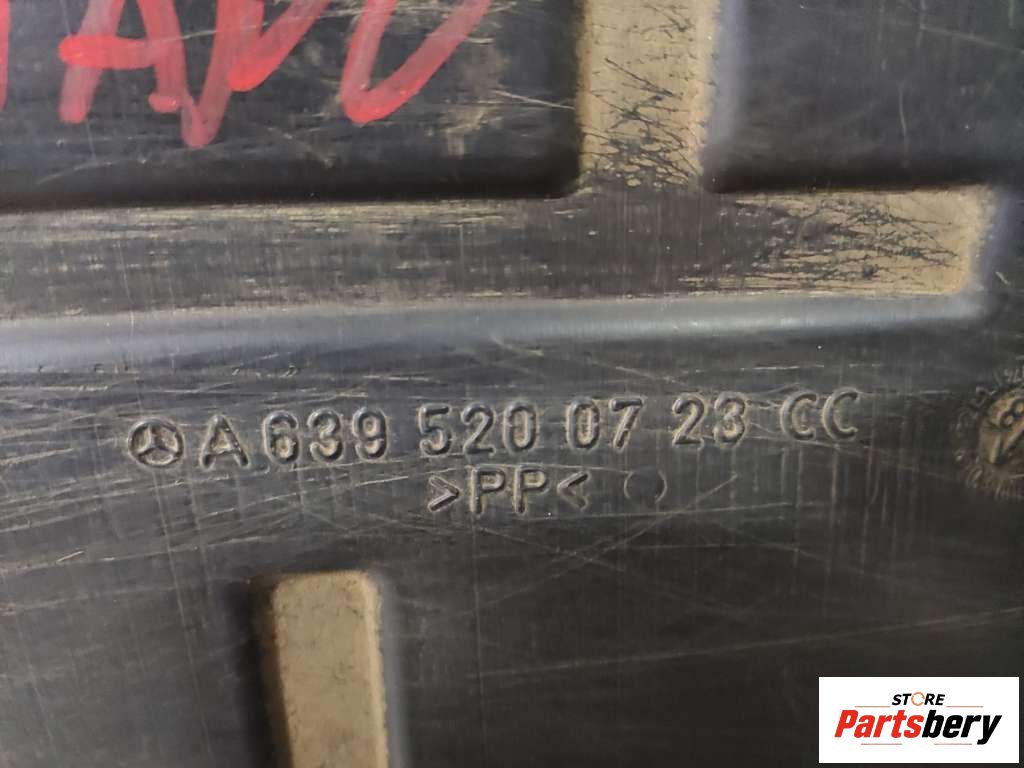 A 639 520 07 23 CC
>PP<
STORE
Partsbery